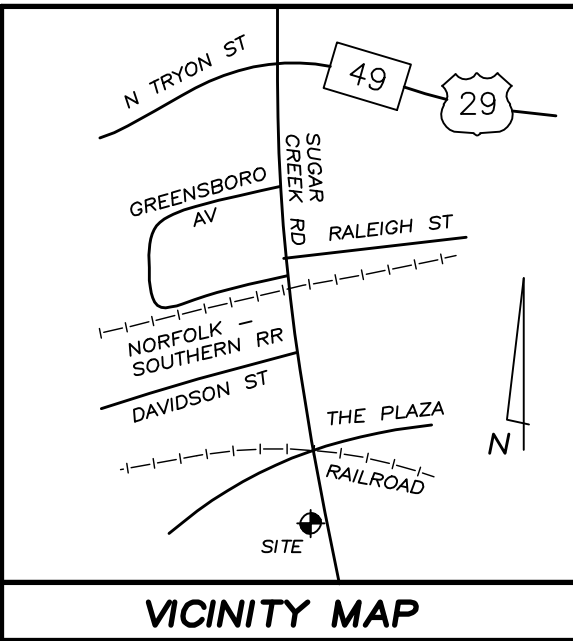 N TRYON ST
49
29
SUGAR
CREEK RD
GREENSBORO
AV
RALEIGH ST
NORFOLK –
SOUTHERN RR
DAVIDSON ST
THE PLAZA
N
RAILROAD
SITE
VICINITY MAP